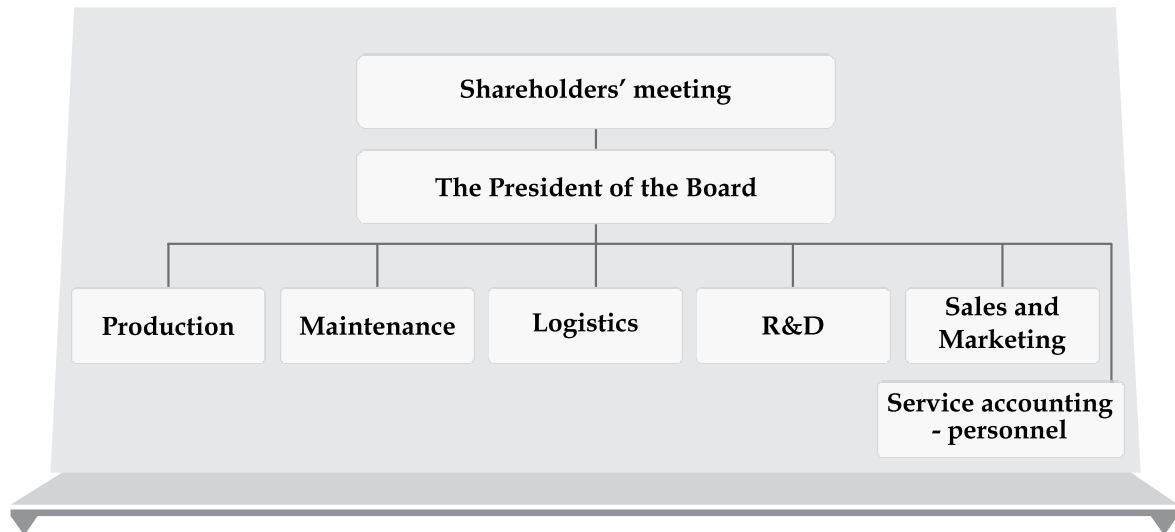 Shareholders’ meeting
The President of the Board
Production
Maintenance
Logistics
R&D
Sales and
Marketing
Service accounting
- personnel